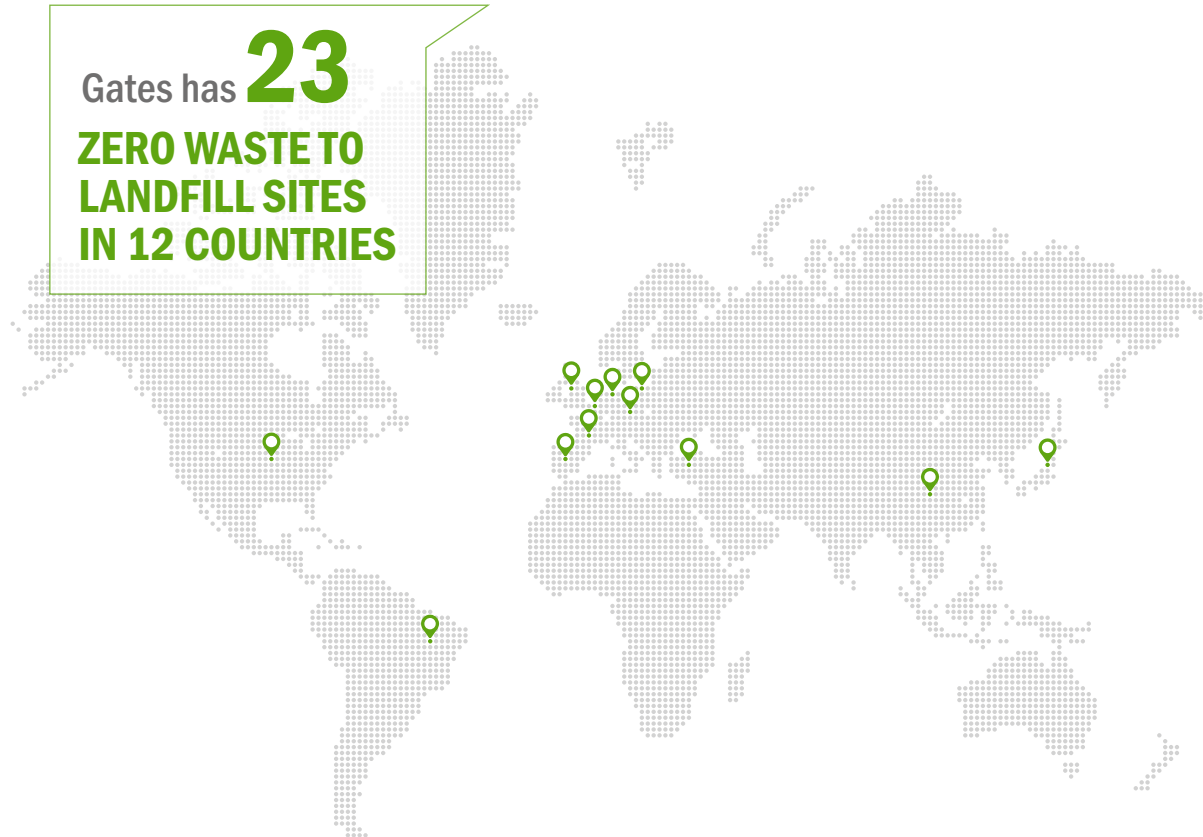 Gates has 23
ZERO WASTE TO
LANDFILL SITES
IN 12 COUNTRIES